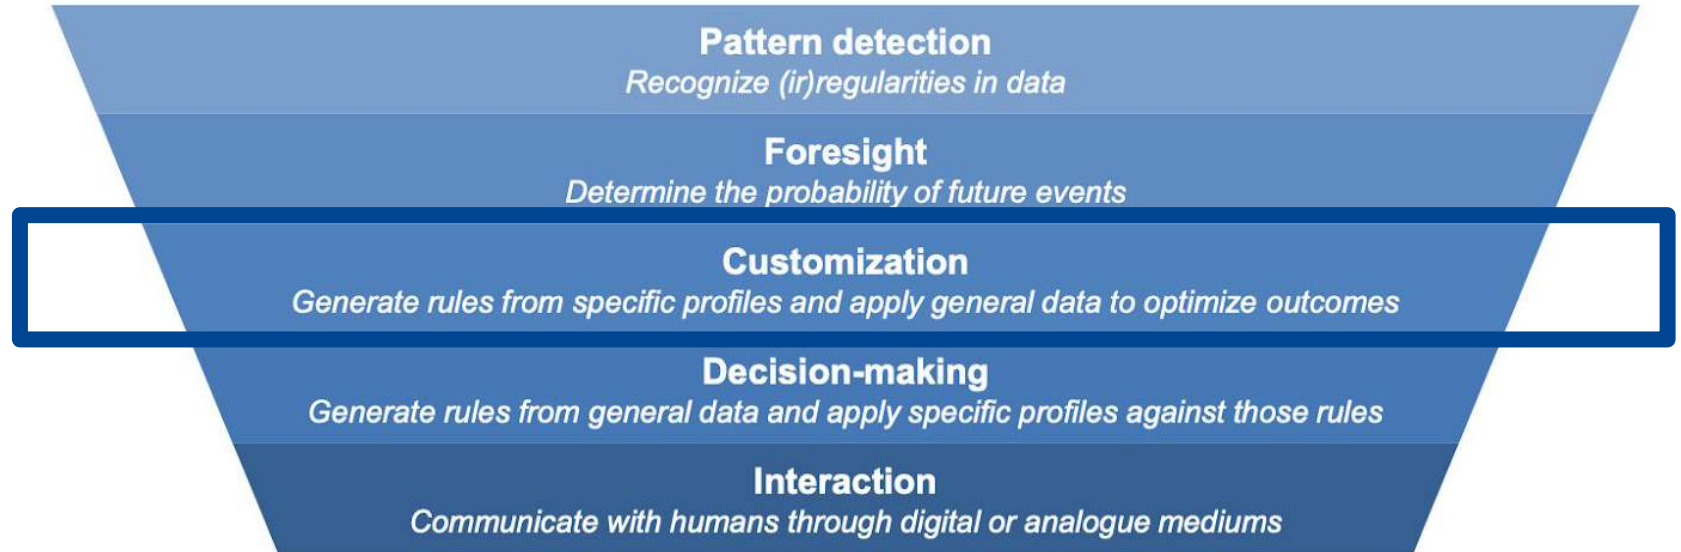 Pattern detection
Recognize (ir)regularities in data
Foresight
Determine the probability of future events
Customization
Generate rules from specific profiles and apply general data to optimize outcomes
Decision-making
Generate rules from general data and apply specific profiles against those rules
Interaction
Communicate with humans through digital or analogue mediums